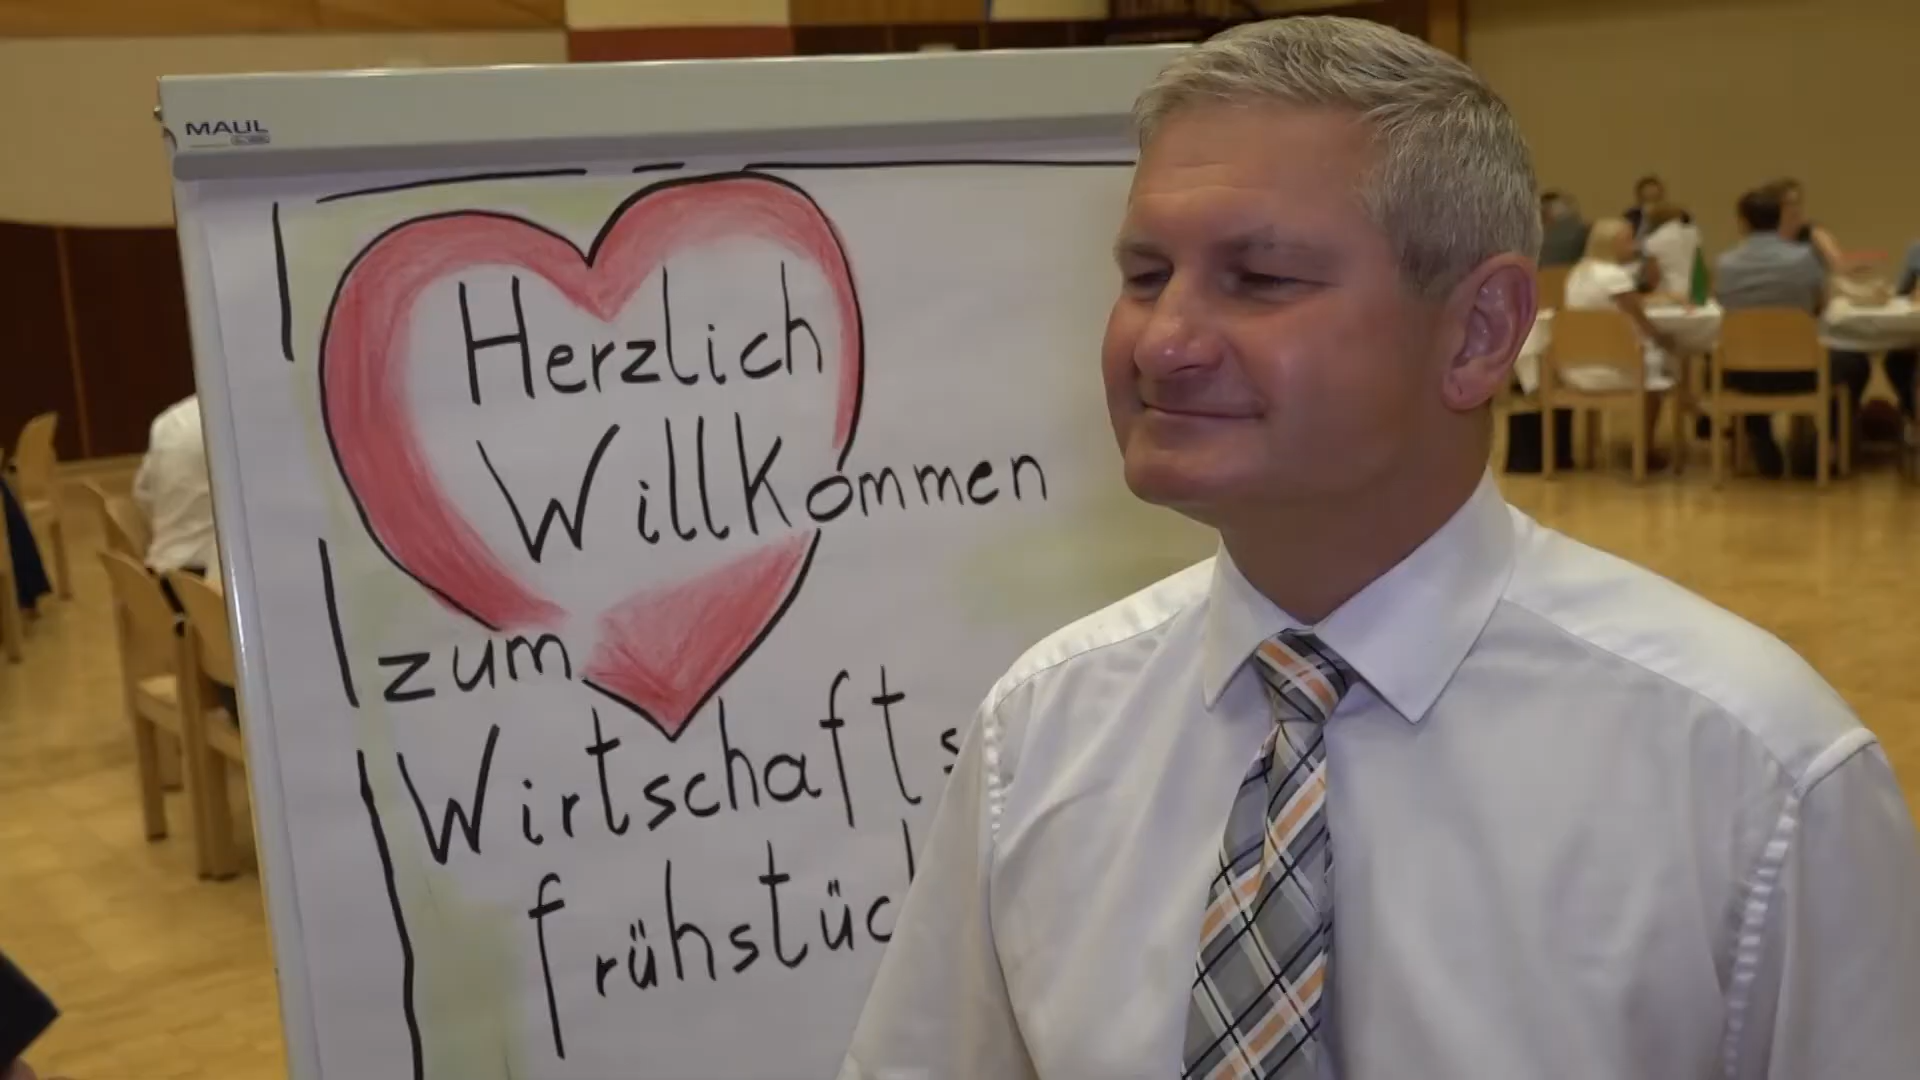 MAUL
Herzlich
Willkommen
zum
Wirtschafts
frühstüc